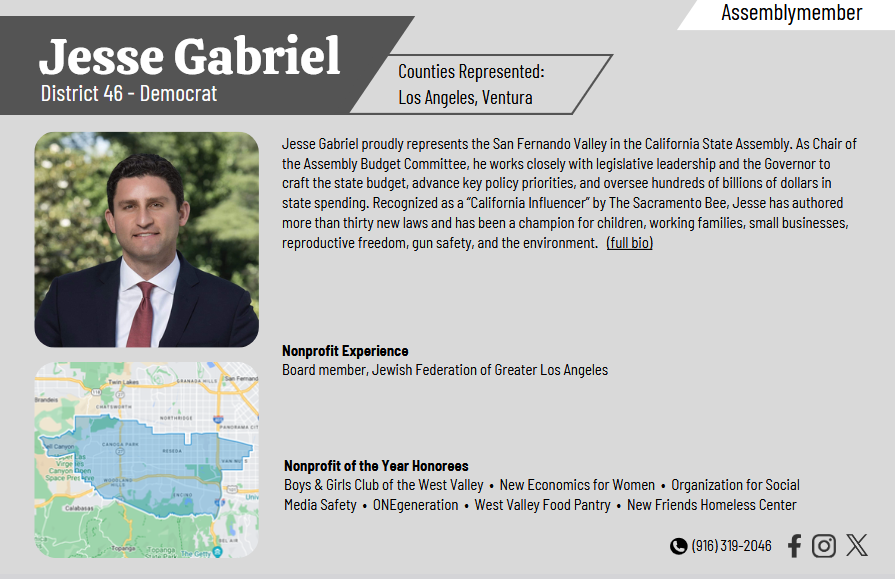 Assemblymember
Jesse Gabriel
District 46 - Democrat
Counties Represented:
Los Angeles, Ventura
Jesse Gabriel proudly represents the San Fernando Valley in the California State Assembly. As Chair of
the Assembly Budget Committee, he works closely with legislative leadership and the Governor to
craft the state budget, advance key policy priorities, and oversee hundreds of billions of dollars in
state spending. Recognized as a “California Influencer” by The Sacramento Bee, Jesse has authored
more than thirty new laws and has been a champion for children, working families, small businesses,
reproductive freedom, gun safety, and the environment. (full bio)
Nonprofit Experience
Board member, Jewish Federation of Greater Los Angeles
Twin Lakes
GRANADA HILLS
San Fernando
118
CHATSWORTH
NORTHRIDGE
PANORAMA CITY
CANOGA PARK
RESEDA
VAN NUYS
Virgenes
Canyon Open
Space Preserve
WOODLAND
HILLS
ENCINO
Calabasas
BEL AIR
Topanga
Topanga
State Park
The Getty
Nonprofit of the Year Honorees
Boys & Girls Club of the West Valley • New Economics for Women • Organization for Social
Media Safety • ONEgeneration • West Valley Food Pantry • New Friends Homeless Center
(916) 319-2046